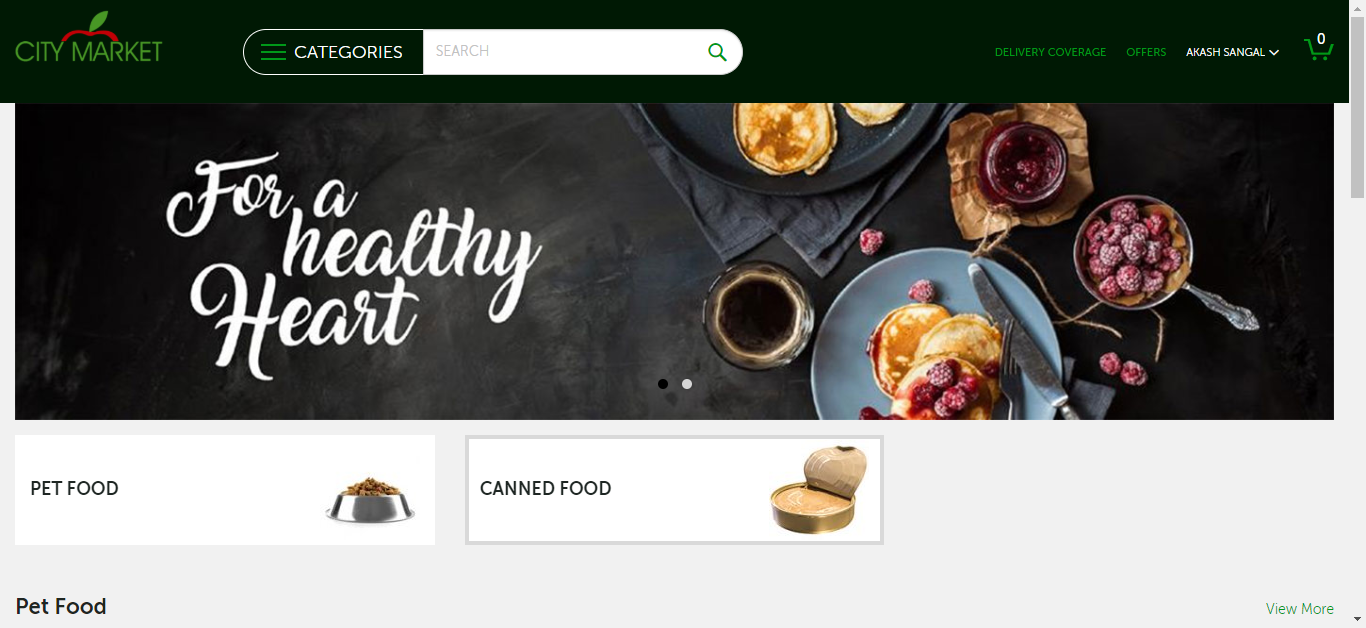 CITY MARKET
CATEGORIES
SEARCH
DELIVERY COVERAGE
OFFERS
AKASH SANGAL
0
For a
healthy
Heart
PET FOOD
CANNED FOOD
Pet Food
View More